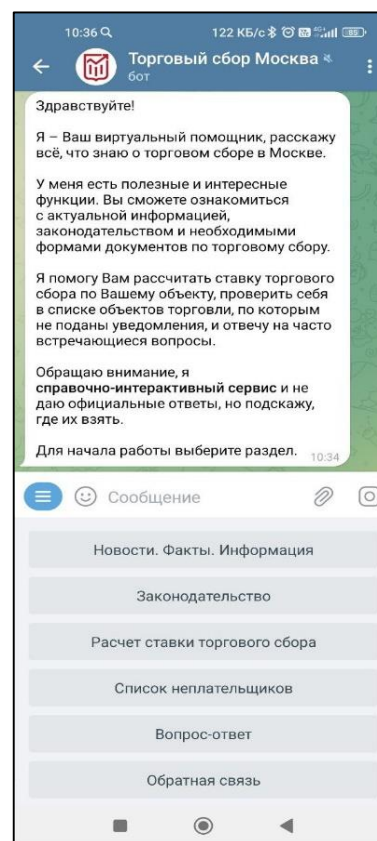 10:36
122 КБ/с
85
Торговый сбор Москва
бот
Здравствуйте!
Я – Ваш виртуальный помощник, расскажу
всё, что знаю о торговом сборе в Москве.
У меня есть полезные и интересные
функции. Вы сможете ознакомиться
с актуальной информацией,
законодательством и необходимыми
формами документов по торговому сбору.
Я помогу Вам рассчитать ставку торгового
сбора по Вашему объекту, проверить себя
в списке объектов торговли, по которым
не поданы уведомления, и отвечу на часто
встречающиеся вопросы.
Обращаю внимание, я
справочно-интерактивный сервис и не
даю официальные ответы, но подскажу,
где их взять.
Для начала работы выберите раздел.
10:34
Сообщение
Новости. Факты. Информация
Законодательство
Расчет ставки торгового сбора
Список неплательщиков
Вопрос-ответ
Обратная связь